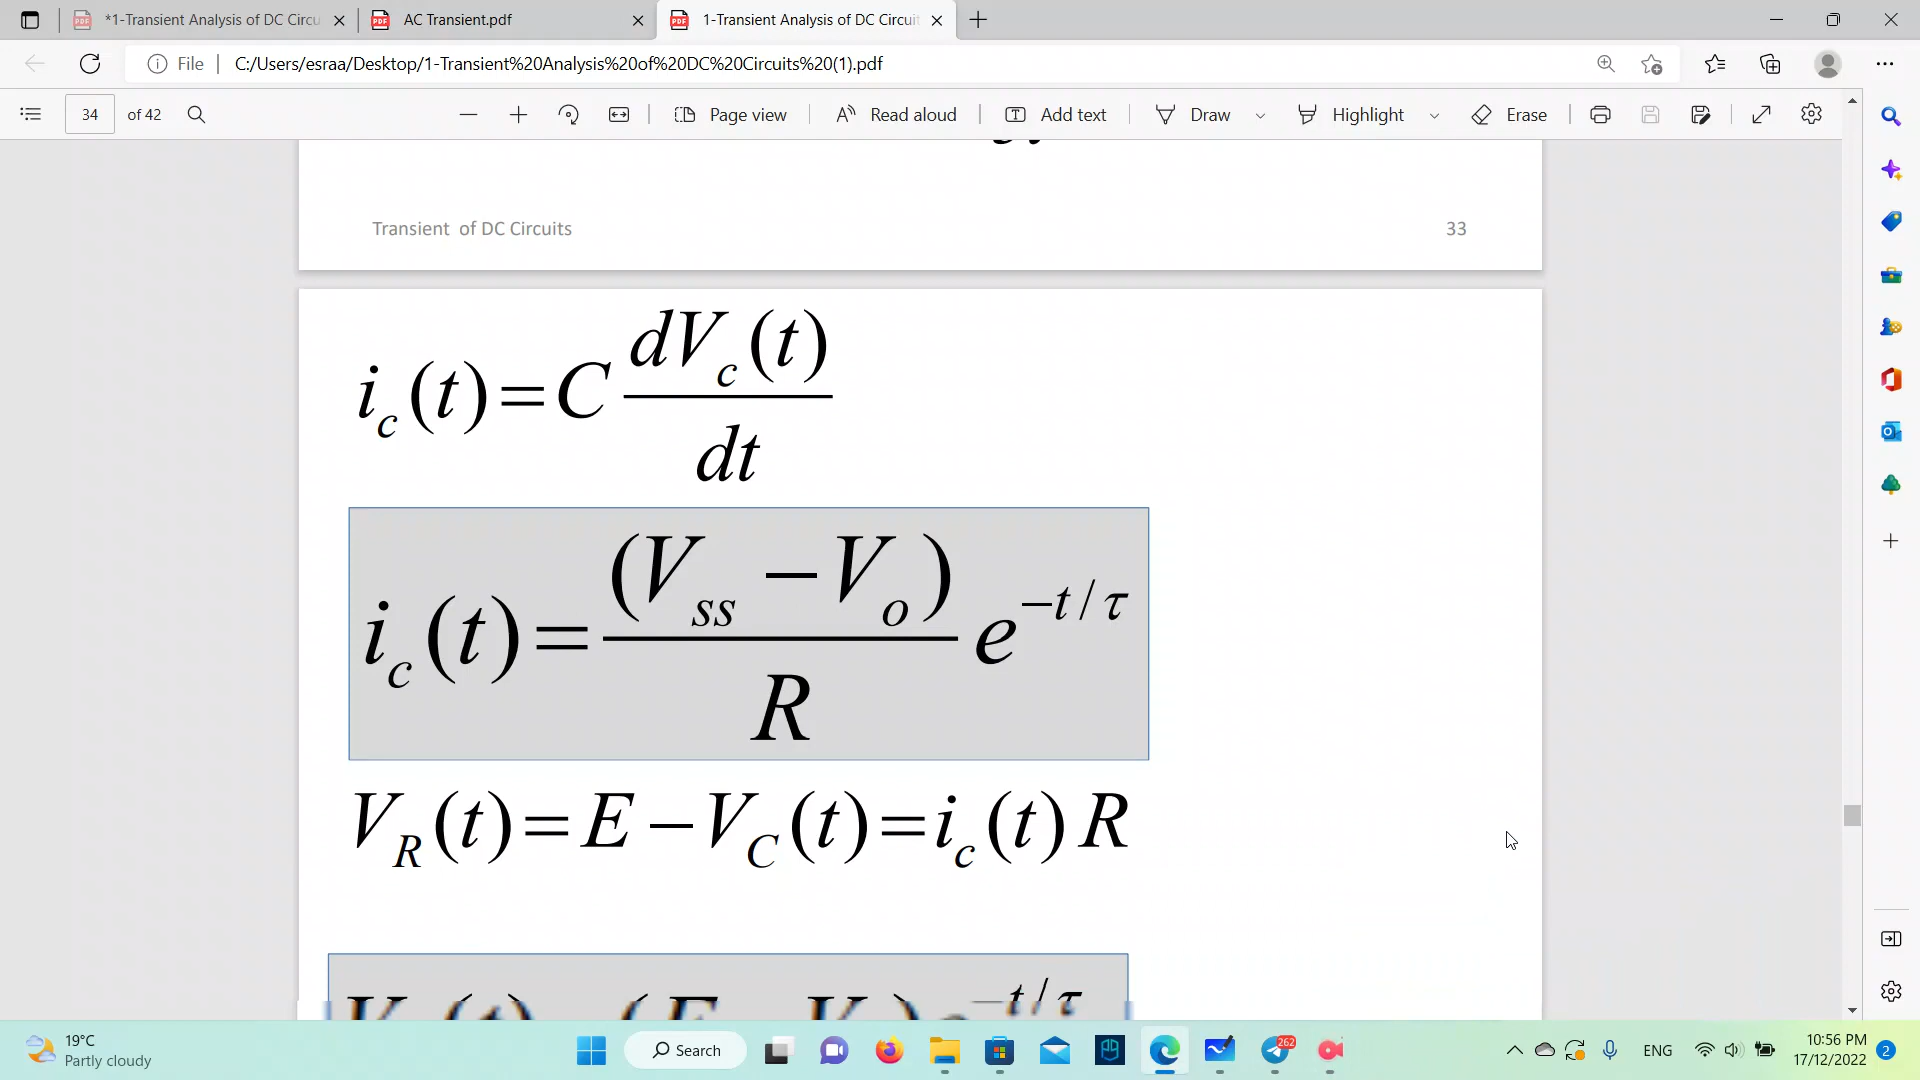 *1-Transient Analysis of DC Circu
AC Transient.pdf
1-Transient Analysis of DC Circuit
File
C:/Users/esraa/Desktop/1-Transient%20Analysis%20of%20DC%20Circuits%20(1).pdf
34 of 42
Page view
Read aloud
Add text
Draw
Highlight
Erase
Transient of DC Circuits
33
i_c(t)=C dV_c(t)/dt
i_c(t)=(V_ss −V_o)/R e^{−t/τ}
V_R(t)=E−V_C(t)=i_c(t)R
−t/τ
19°C
Partly cloudy
Search
262
ENG
10:56 PM
17/12/2022
2